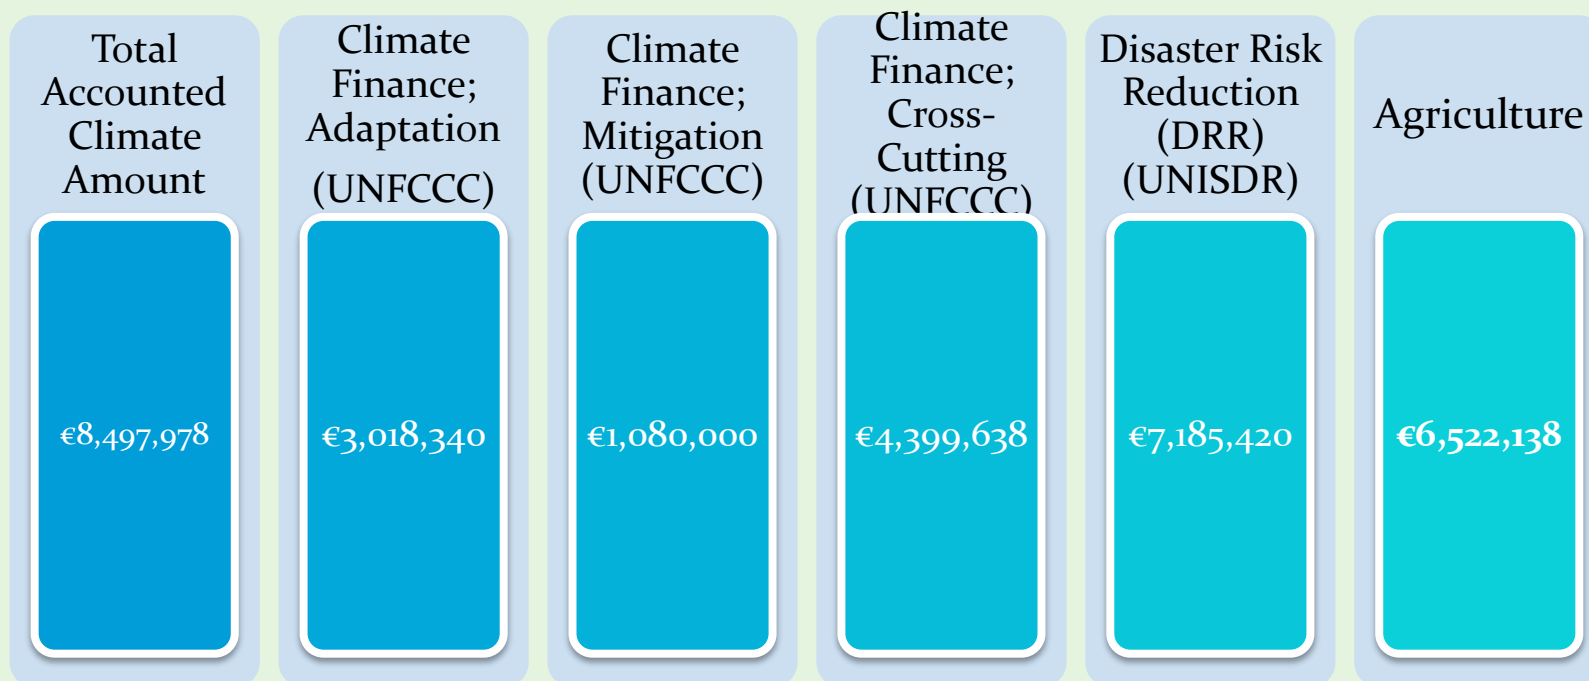 Total
Accounted
Climate
Amount
€8,497,978
Climate
Finance;
Adaptation
(UNFCCC)
€3,018,340
Climate
Finance;
Mitigation
(UNFCCC)
€1,080,000
Climate
Finance;
Cross-
Cutting
(UNFCCC)
€4,399,638
Disaster Risk
Reduction
(DRR)
(UNISDR)
€7,185,420
Agriculture
€6,522,138